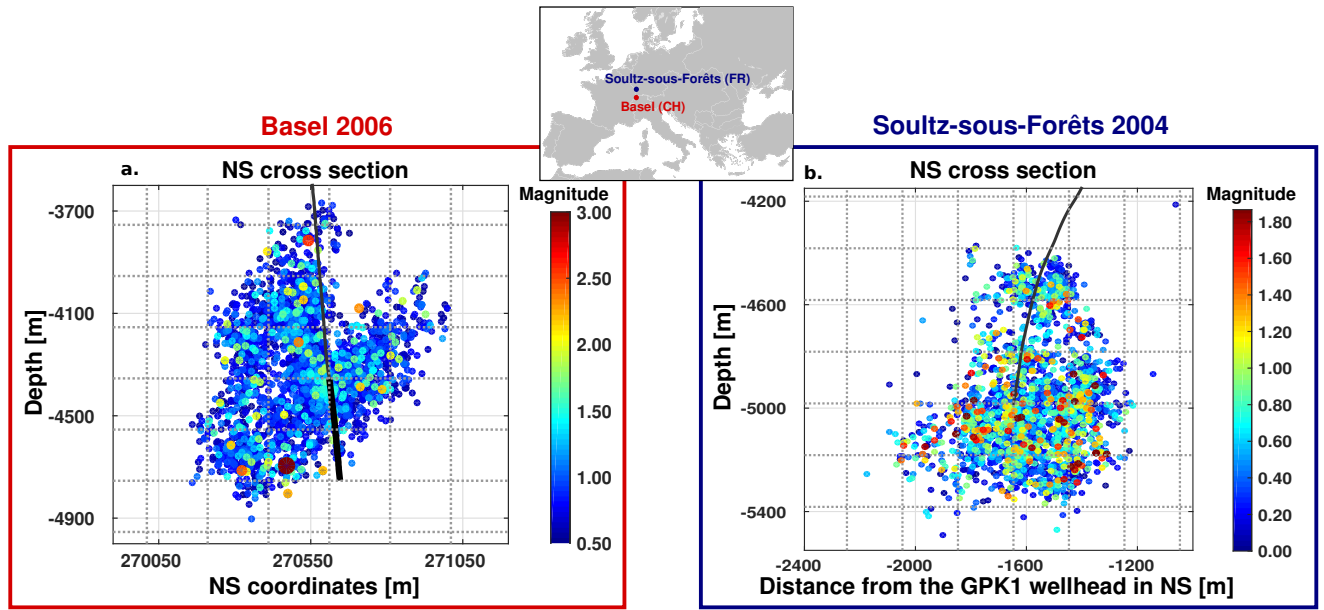 Soultz-sous-Forêts (FR)
Basel (CH)
Basel 2006
Soultz-sous-Forêts 2004
a.
NS cross section
Magnitude
3.00
2.50
2.00
1.50
1.00
0.50
-3700
-4100
-4500
-4900
Depth [m]
270050
270550
271050
NS coordinates [m]
b.
NS cross section
Magnitude
1.80
1.60
1.40
1.20
1.00
0.80
0.60
0.40
0.20
0.00
-4200
-4600
-5000
-5400
Depth [m]
-2400
-2000
-1600
-1200
Distance from the GPK1 wellhead in NS [m]